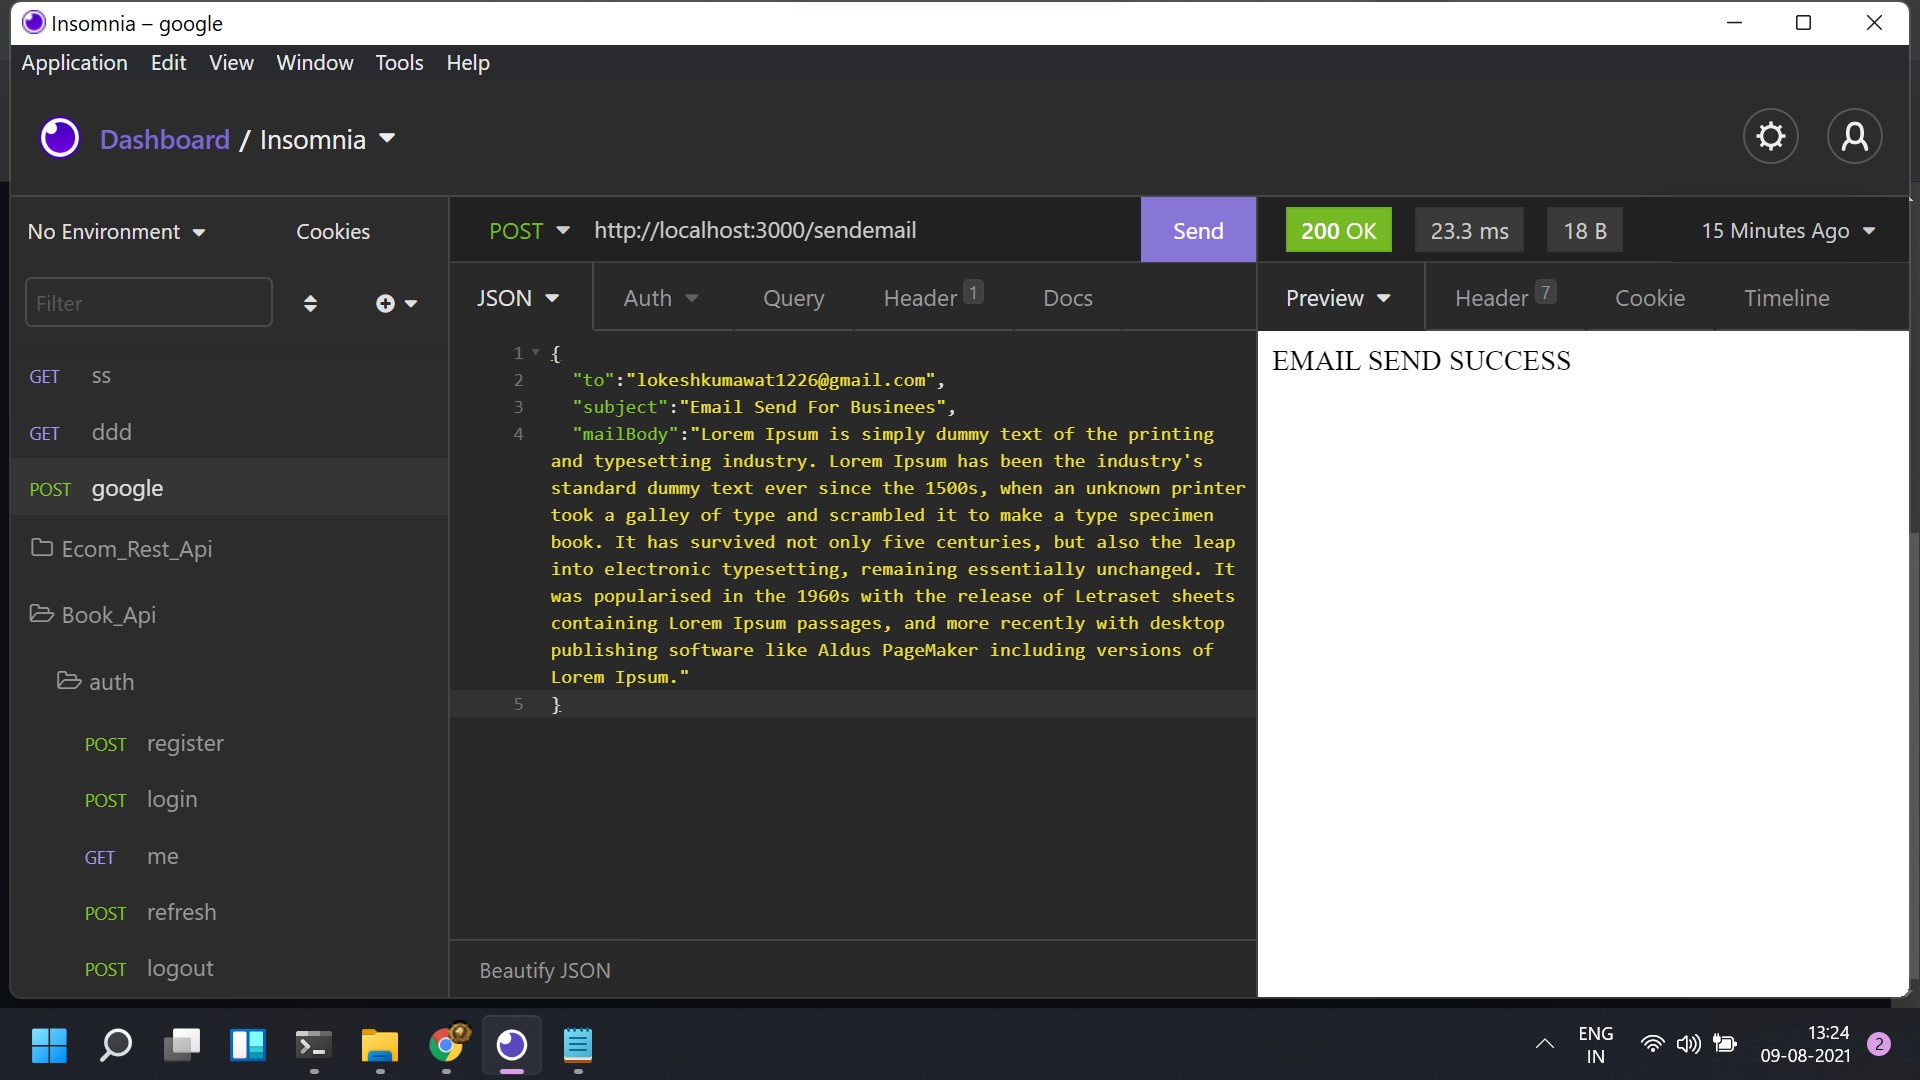 Insomnia – google
Application Edit View Window Tools Help
Dashboard / Insomnia
No Environment Cookies
Filter
GET ss
GET ddd
POST google
Ecom_Rest_Api
Book_Api
auth
POST register
POST login
GET me
POST refresh
POST logout
POST http://localhost:3000/sendemail Send
JSON Auth Query Header 1 Docs
1 {
2 "to":"lokeshkumawat1226@gmail.com",
3 "subject":"Email Send For Businees",
4 "mailBody":"Lorem Ipsum is simply dummy text of the printing
and typesetting industry. Lorem Ipsum has been the industry's
standard dummy text ever since the 1500s, when an unknown printer
took a galley of type and scrambled it to make a type specimen
book. It has survived not only five centuries, but also the leap
into electronic typesetting, remaining essentially unchanged. It
was popularised in the 1960s with the release of Letraset sheets
containing Lorem Ipsum passages, and more recently with desktop
publishing software like Aldus PageMaker including versions of
Lorem Ipsum."
5 }
Beautify JSON
200 OK 23.3 ms 18 B 15 Minutes Ago
Preview Header 7 Cookie Timeline
EMAIL SEND SUCCESS
ENG
IN
13:24
09-08-2021
2